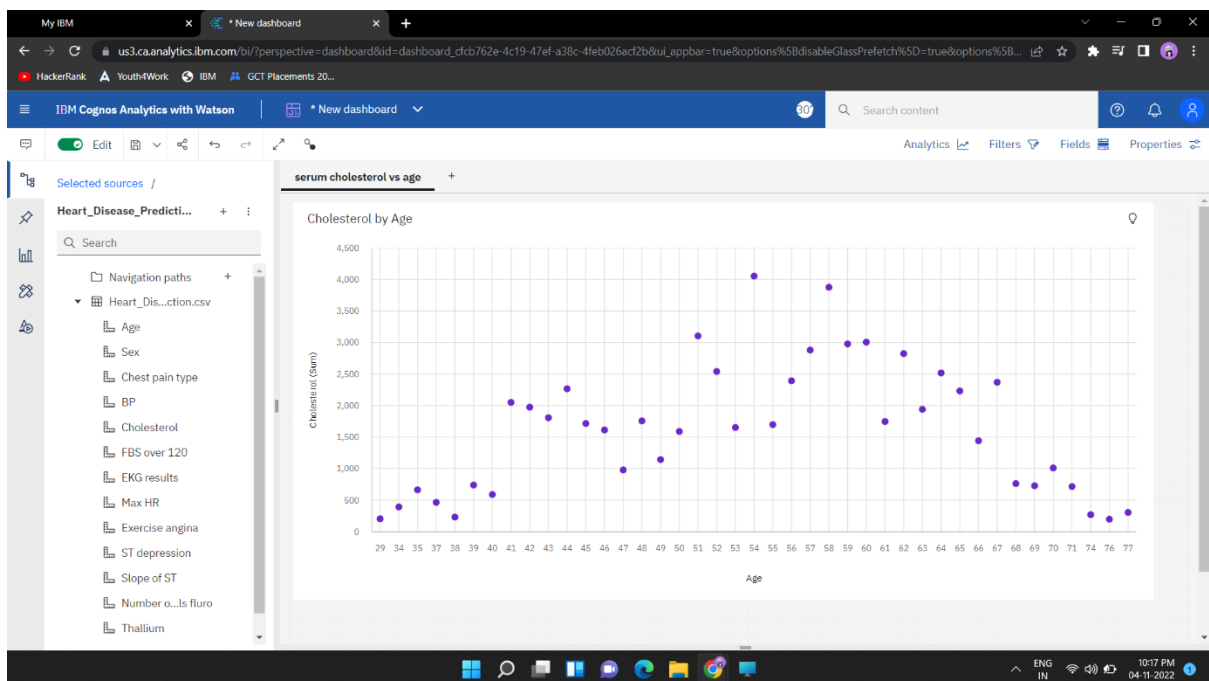 My IBM
* New dashboard
us3.ca.analytics.ibm.com/bi/?perspective=dashboard&id=dashboard_cfcb762e-4c19-47ef-a38c-4feb026acf2b&ui_appbar=true&options%5BdisableGlassPrefetch%5D=true&options%5B...
HackerRank Youth4Work IBM GCT Placements 20...
IBM Cognos Analytics with Watson * New dashboard Search content
Edit Analytics Filters Fields Properties
Selected sources /
serum cholesterol vs age
Heart_Disease_Predicti...
Search
Navigation paths
Heart_Dis...ction.csv
Age
Sex
Chest pain type
BP
Cholesterol
FBS over 120
EKG results
Max HR
Exercise angina
ST depression
Slope of ST
Number o...ls fluro
Thallium
Cholesterol by Age
4,500
4,000
3,500
3,000
2,500
2,000
1,500
1,000
500
0
Cholesterol (Sum)
29 34 35 37 38 39 40 41 42 43 44 45 46 47 48 49 50 51 52 53 54 55 56 57 58 59 60 61 62 63 64 65 66 67 68 69 70 71 74 76 77
Age
ENG
IN
10:17 PM
04-11-2022
1